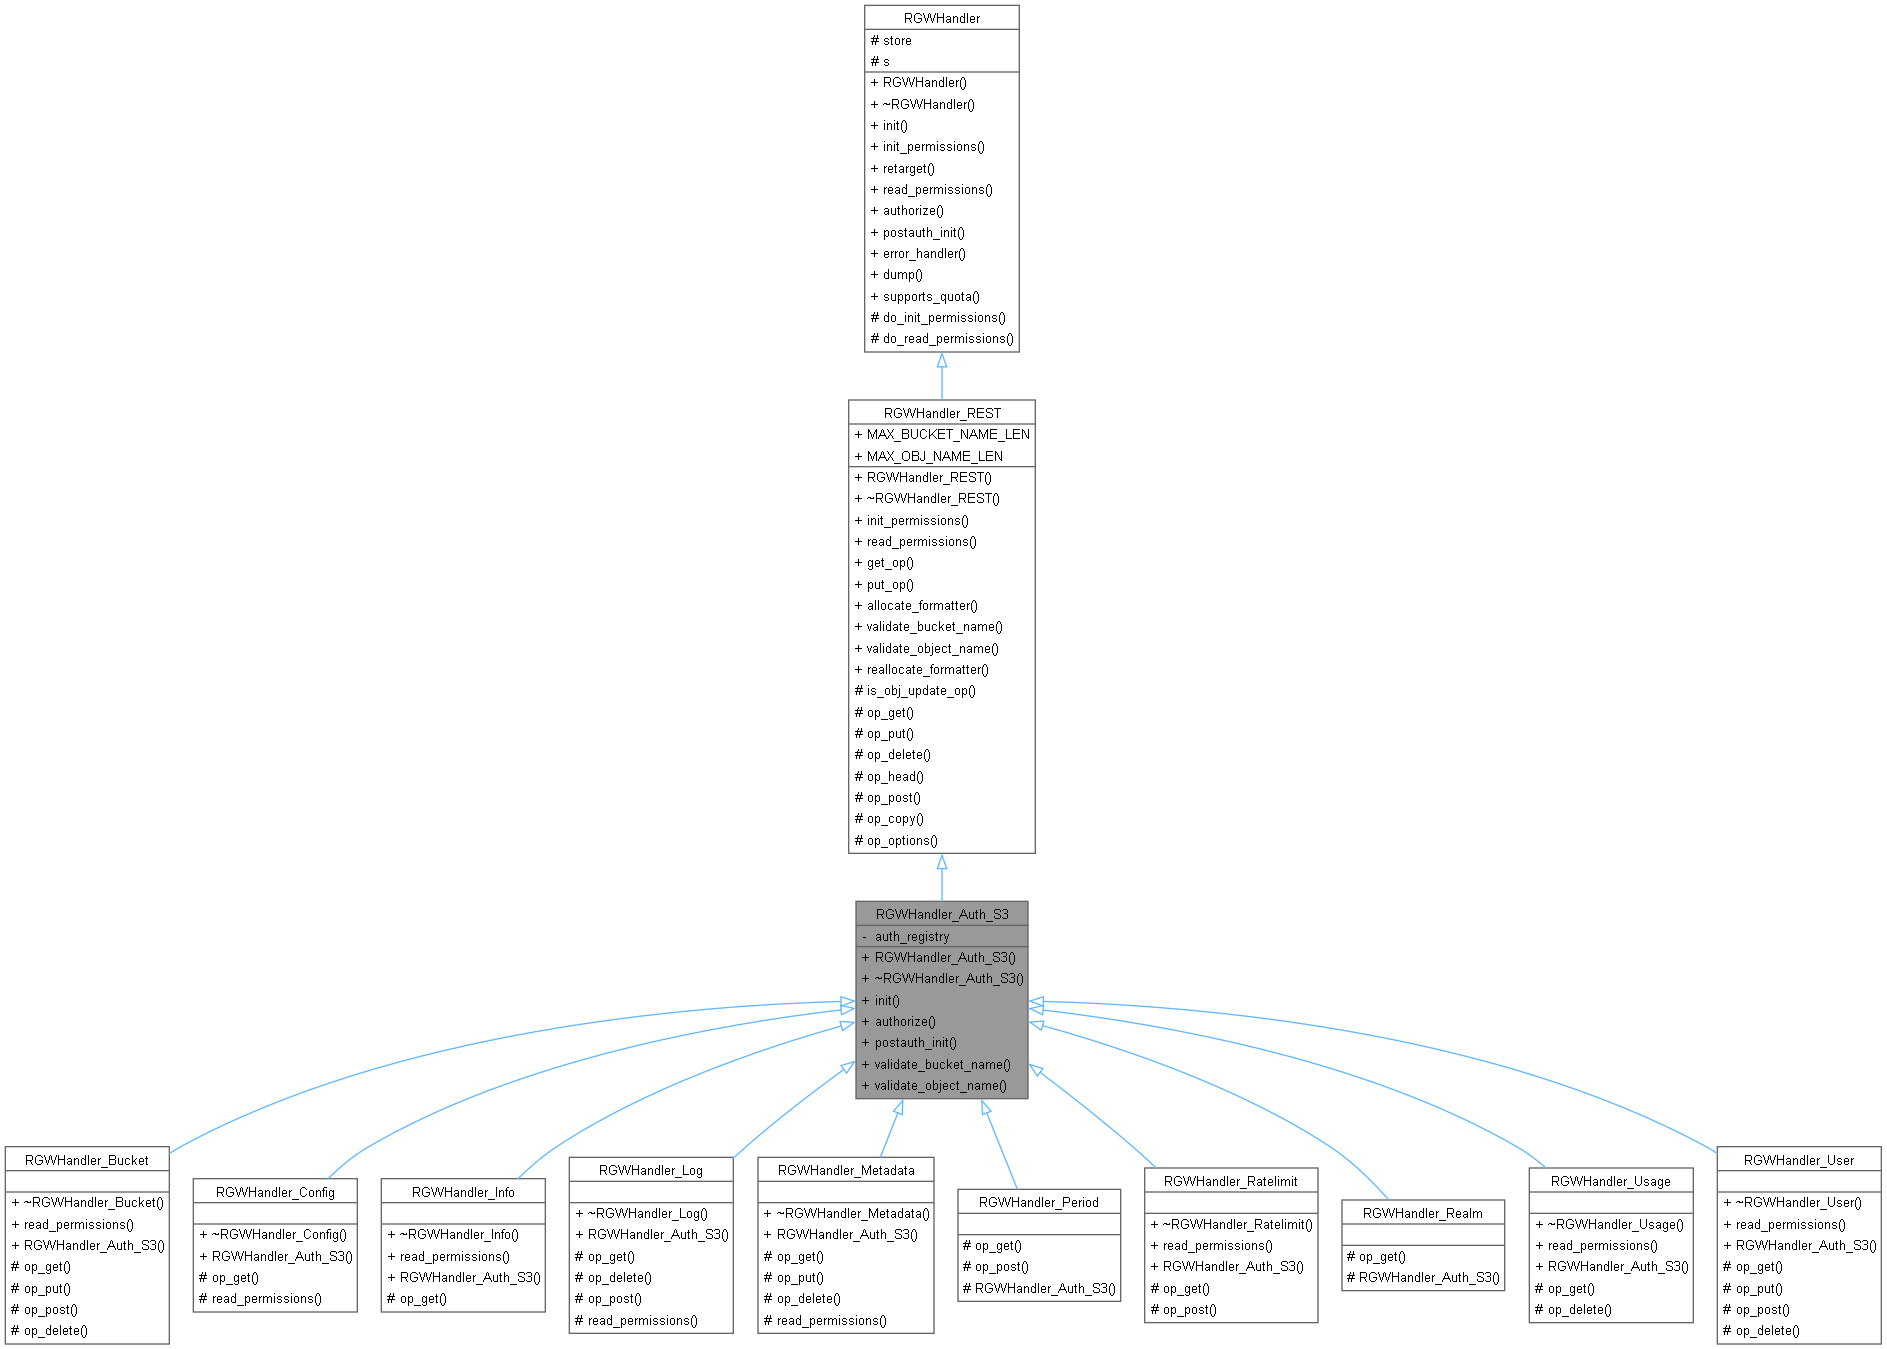 RGWHandler
# store
# s
+ RGWHandler()
+ ~RGWHandler()
+ init()
+ init_permissions()
+ retarget()
+ read_permissions()
+ authorize()
+ postauth_init()
+ error_handler()
+ dump()
+ supports_quota()
# do_init_permissions()
# do_read_permissions()
RGWHandler_REST
+ MAX_BUCKET_NAME_LEN
+ MAX_OBJ_NAME_LEN
+ RGWHandler_REST()
+ ~RGWHandler_REST()
+ init_permissions()
+ read_permissions()
+ get_op()
+ put_op()
+ allocate_formatter()
+ validate_bucket_name()
+ validate_object_name()
+ reallocate_formatter()
# is_obj_update_op()
# op_get()
# op_put()
# op_delete()
# op_head()
# op_post()
# op_copy()
# op_options()
RGWHandler_Auth_S3
- auth_registry
+ RGWHandler_Auth_S3()
+ ~RGWHandler_Auth_S3()
+ init()
+ authorize()
+ postauth_init()
+ validate_bucket_name()
+ validate_object_name()
RGWHandler_Bucket
+ ~RGWHandler_Bucket()
+ read_permissions()
+ RGWHandler_Auth_S3()
# op_get()
# op_put()
# op_post()
# op_delete()
RGWHandler_Config
+ ~RGWHandler_Config()
+ RGWHandler_Auth_S3()
# op_get()
# read_permissions()
RGWHandler_Info
+ ~RGWHandler_Info()
+ read_permissions()
+ RGWHandler_Auth_S3()
# op_get()
RGWHandler_Log
+ ~RGWHandler_Log()
+ RGWHandler_Auth_S3()
# op_get()
# op_delete()
# op_post()
# read_permissions()
RGWHandler_Metadata
+ ~RGWHandler_Metadata()
+ RGWHandler_Auth_S3()
# op_get()
# op_put()
# op_delete()
# read_permissions()
RGWHandler_Period
# op_get()
# op_post()
# RGWHandler_Auth_S3()
RGWHandler_Ratelimit
+ ~RGWHandler_Ratelimit()
+ read_permissions()
+ RGWHandler_Auth_S3()
# op_get()
# op_post()
RGWHandler_Realm
# op_get()
# RGWHandler_Auth_S3()
RGWHandler_Usage
+ ~RGWHandler_Usage()
+ read_permissions()
+ RGWHandler_Auth_S3()
# op_get()
# op_delete()
RGWHandler_User
+ ~RGWHandler_User()
+ read_permissions()
+ RGWHandler_Auth_S3()
# op_get()
# op_put()
# op_post()
# op_delete()